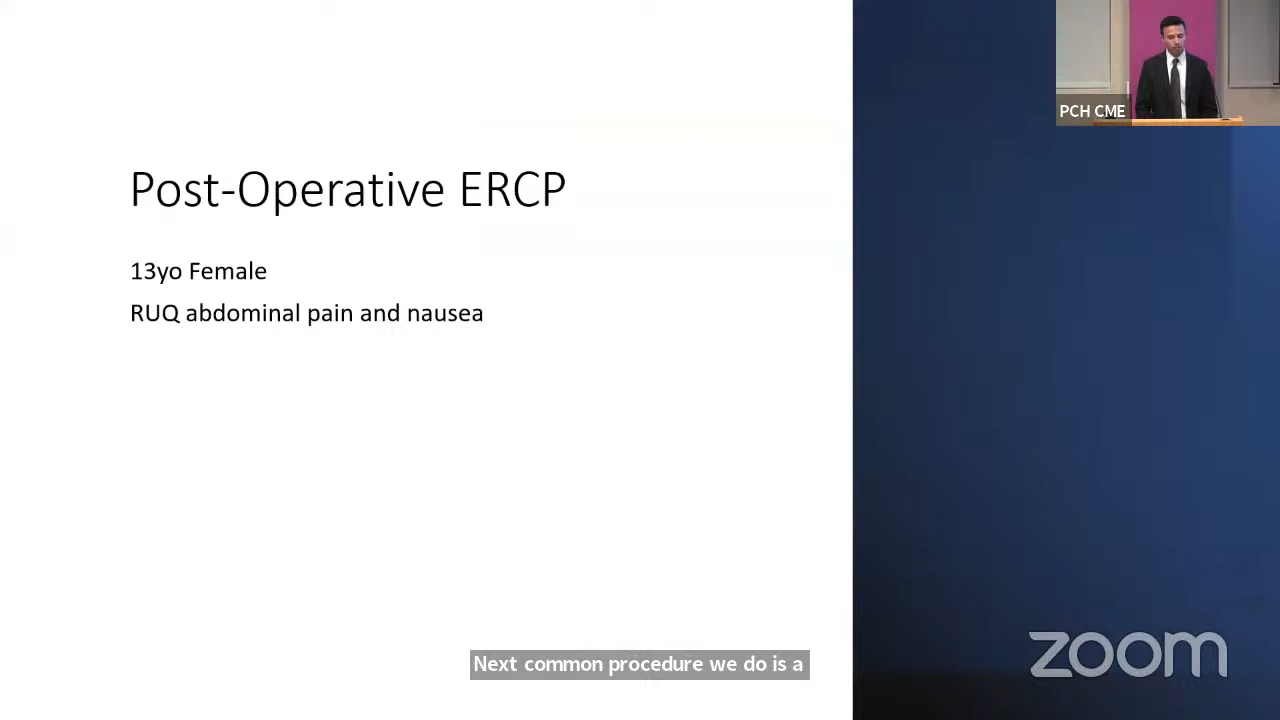 PCH CME
Post-Operative ERCP
13yo Female
RUQ abdominal pain and nausea
Next common procedure we do is a
zoom